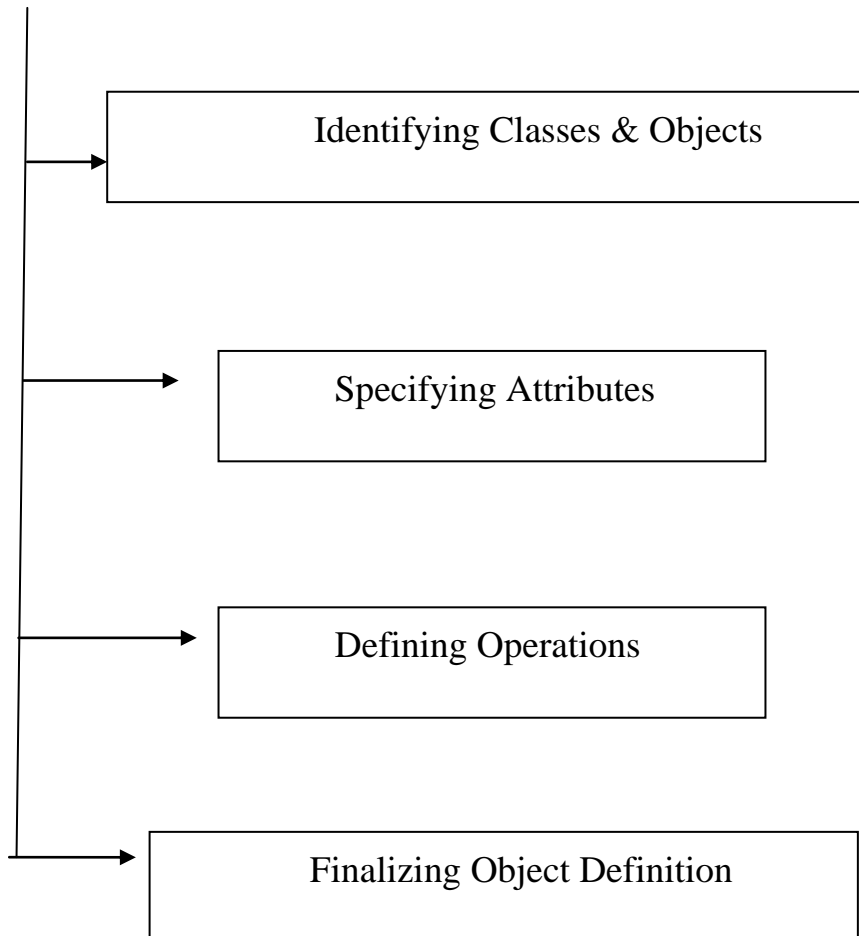 Identifying Classes & Objects
Specifying Attributes
Defining Operations
Finalizing Object Definition